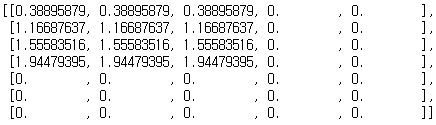 [[0.38895879, 0.38895879, 0.38895879, 0.        , 0.        ],
 [1.16687637, 1.16687637, 1.16687637, 0.        , 0.        ],
 [1.55583516, 1.55583516, 1.55583516, 0.        , 0.        ],
 [1.94479395, 1.94479395, 1.94479395, 0.        , 0.        ],
 [0.        , 0.        , 0.        , 0.        , 0.        ],
 [0.        , 0.        , 0.        , 0.        , 0.        ],
 [0.        , 0.        , 0.        , 0.        , 0.        ]]